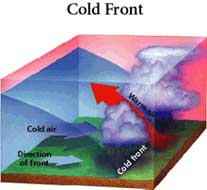 Cold Front
Warm air
Cold air
Direction
of front
Cold front